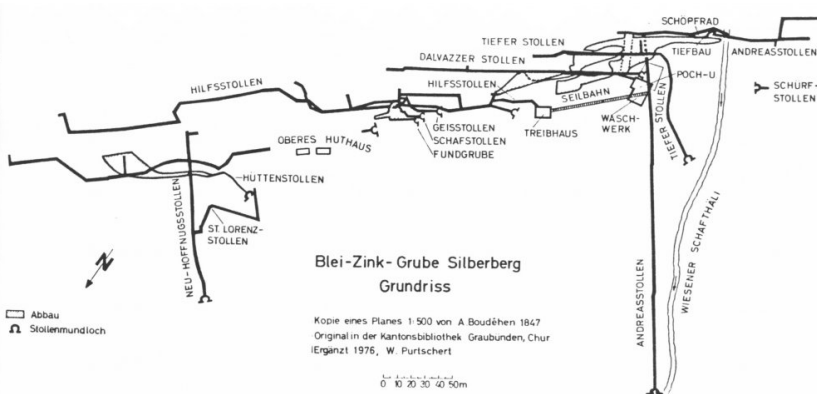 SCHÖPFRAD
TIEFER STOLLEN
TIEFBAU
ANDREASSTOLLEN
DALVAZZER STOLLEN
POCH-U
HILFSSTOLLEN
HILFSSTOLLEN
SEILBAHN
SCHURF-
STOLLEN
GEISSTOLLEN
SCHAFSTOLLEN
FUNDGRUBE
TREIBHAUS
WASCH-
WERK
TIEFER STOLLEN
OBERES HUTHAUS
HÜTTENSTOLLEN
NEU-HOFFNUGSSTOLLEN
ST. LORENZ-
STOLLEN
ANDREASSTOLLEN
WIESENER SCHAFTHALI
N
Blei-Zink-Grube Silberberg
Grundriss
Abbau
Stollenmundloch
Kopie eines Planes 1:500 von A Boudéhen 1847
Original in der Kantonsbibliothek Graubunden, Chur
(Ergänzt 1976, W. Purtschert
0 10 20 30 40 50m